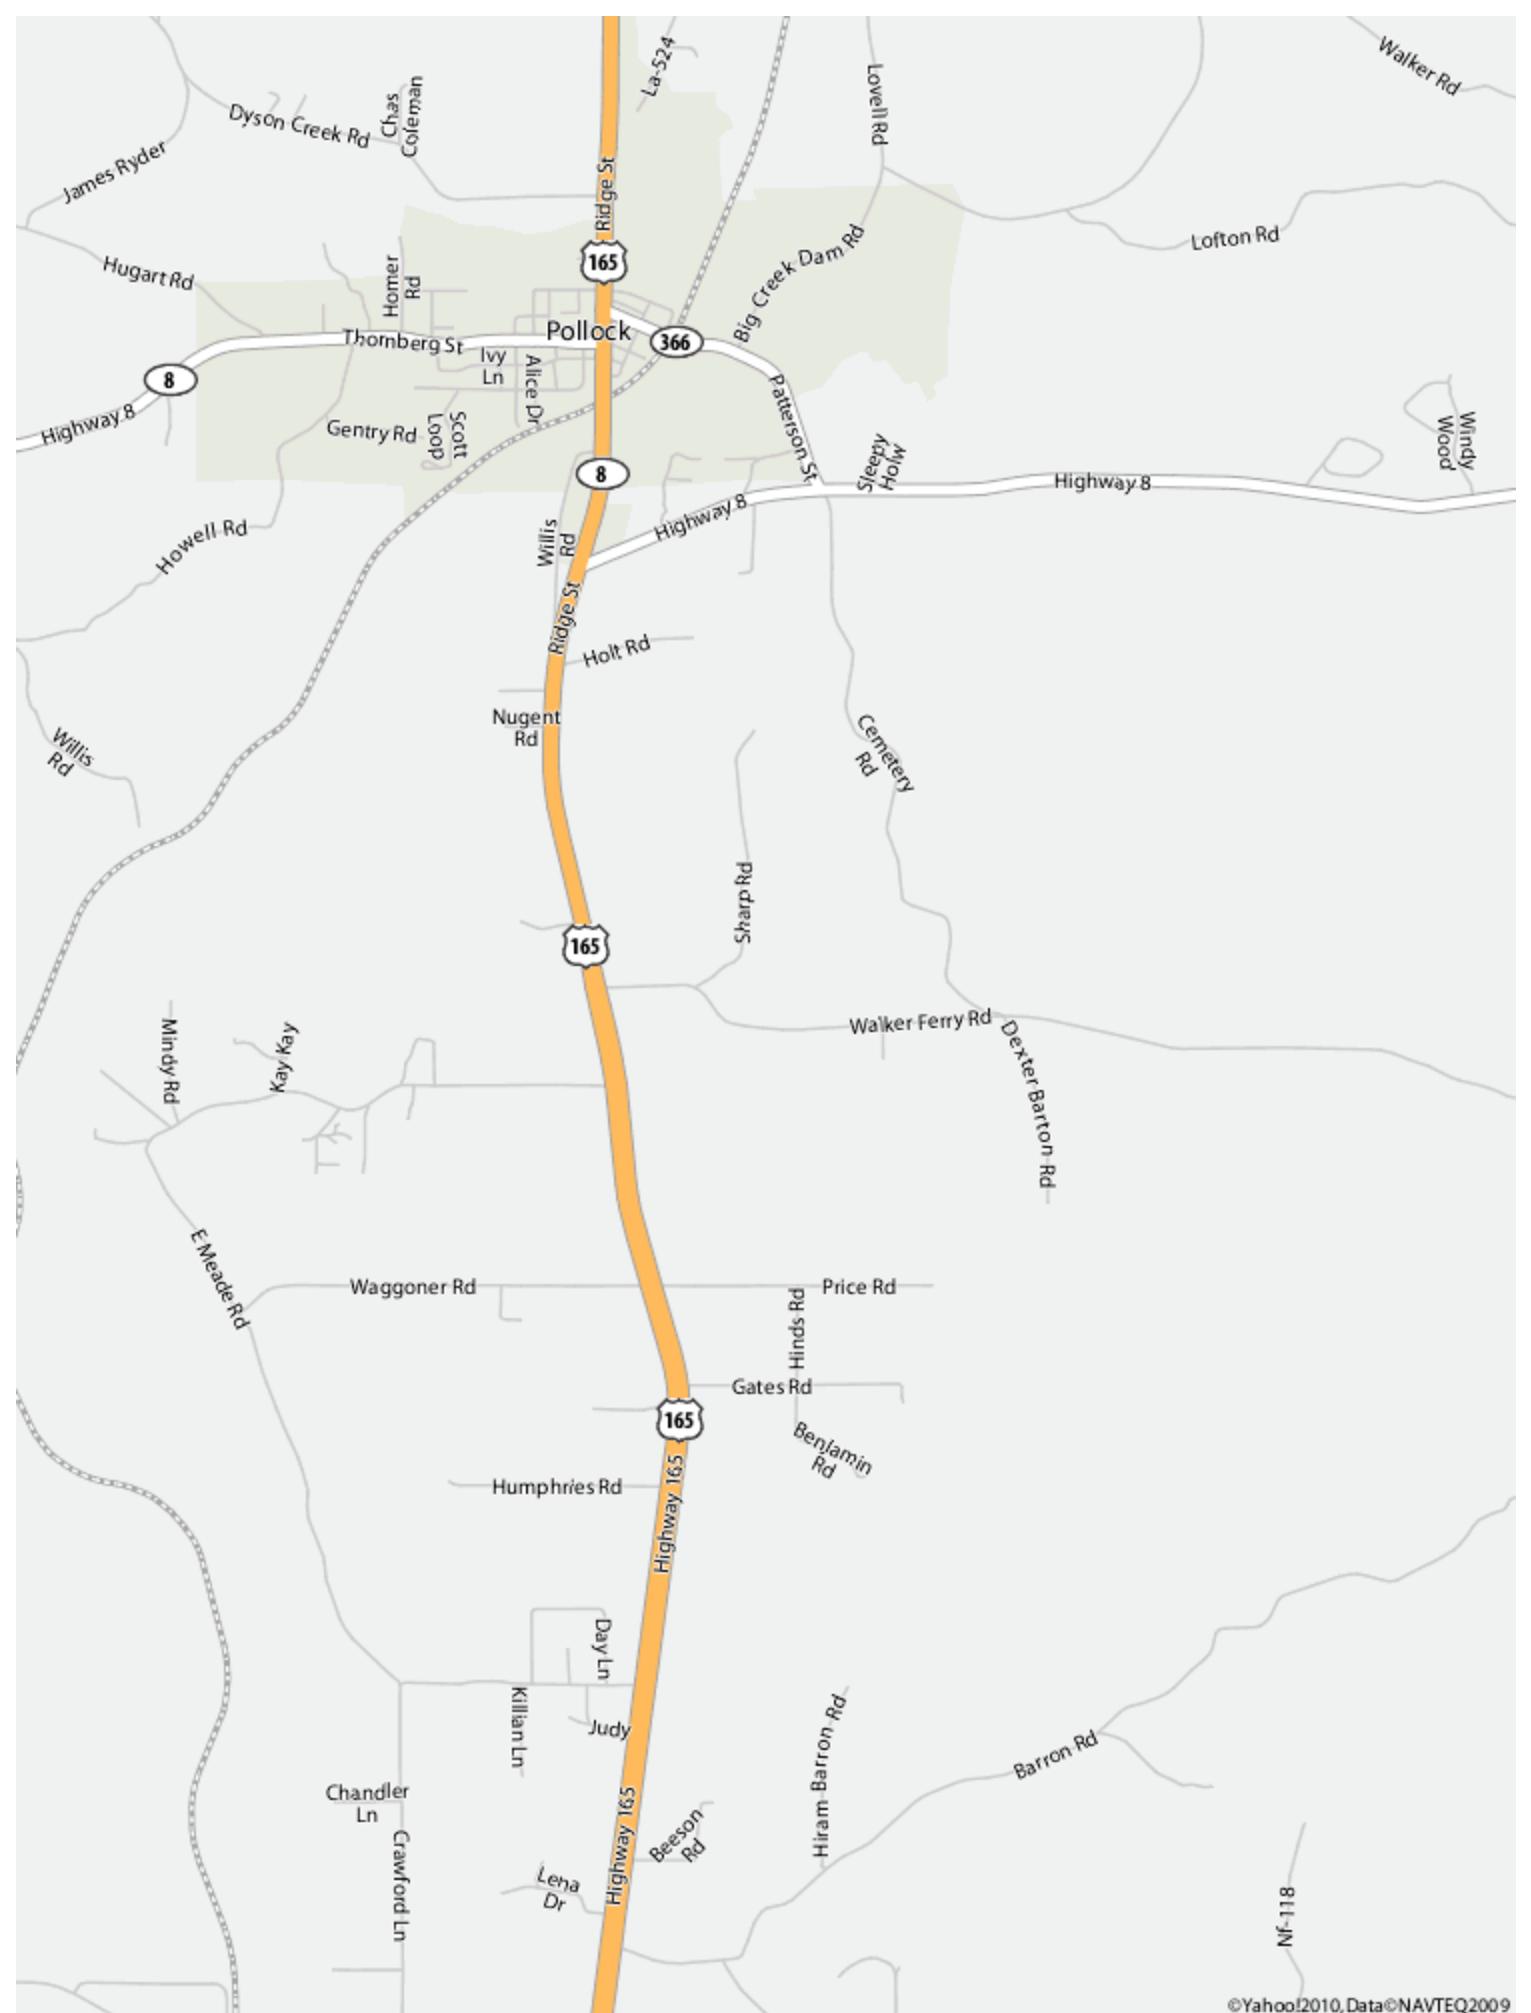 La-524
Walker Rd
Lovell Rd
Chas
Coleman
Dyson Creek Rd
James Ryder
Ridge St
Lofton Rd
Big Creek Dam Rd
165
Hugart Rd
Homer
Rd
Pollock
Thornberg St
366
Ivy
Ln
Alice Dr
8
Patterson St
Highway 8
Gentry Rd
Scott
Loop
Sleepy
Holw
Windy
Wood
8
Highway 8
Highway 8
Howell Rd
Willis
Rd
Ridge St
Holt Rd
Nugent
Rd
Willis
Rd
Cemetery
Rd
Sharp Rd
165
Walker Ferry Rd
Mindy Rd
Kay Kay
Dexter Barton Rd
E Meade Rd
Waggoner Rd
Price Rd
Hinds Rd
Gates Rd
165
Benjamin
Rd
Humphries Rd
Highway 165
Day Ln
Killian Ln
Judy
Hiram Barron Rd
Barron Rd
Chandler
Ln
Highway 165
Beeson
Rd
Crawford Ln
Lena
Dr
Nf-118
©Yahoo!2010, Data©NAVTEQ2009